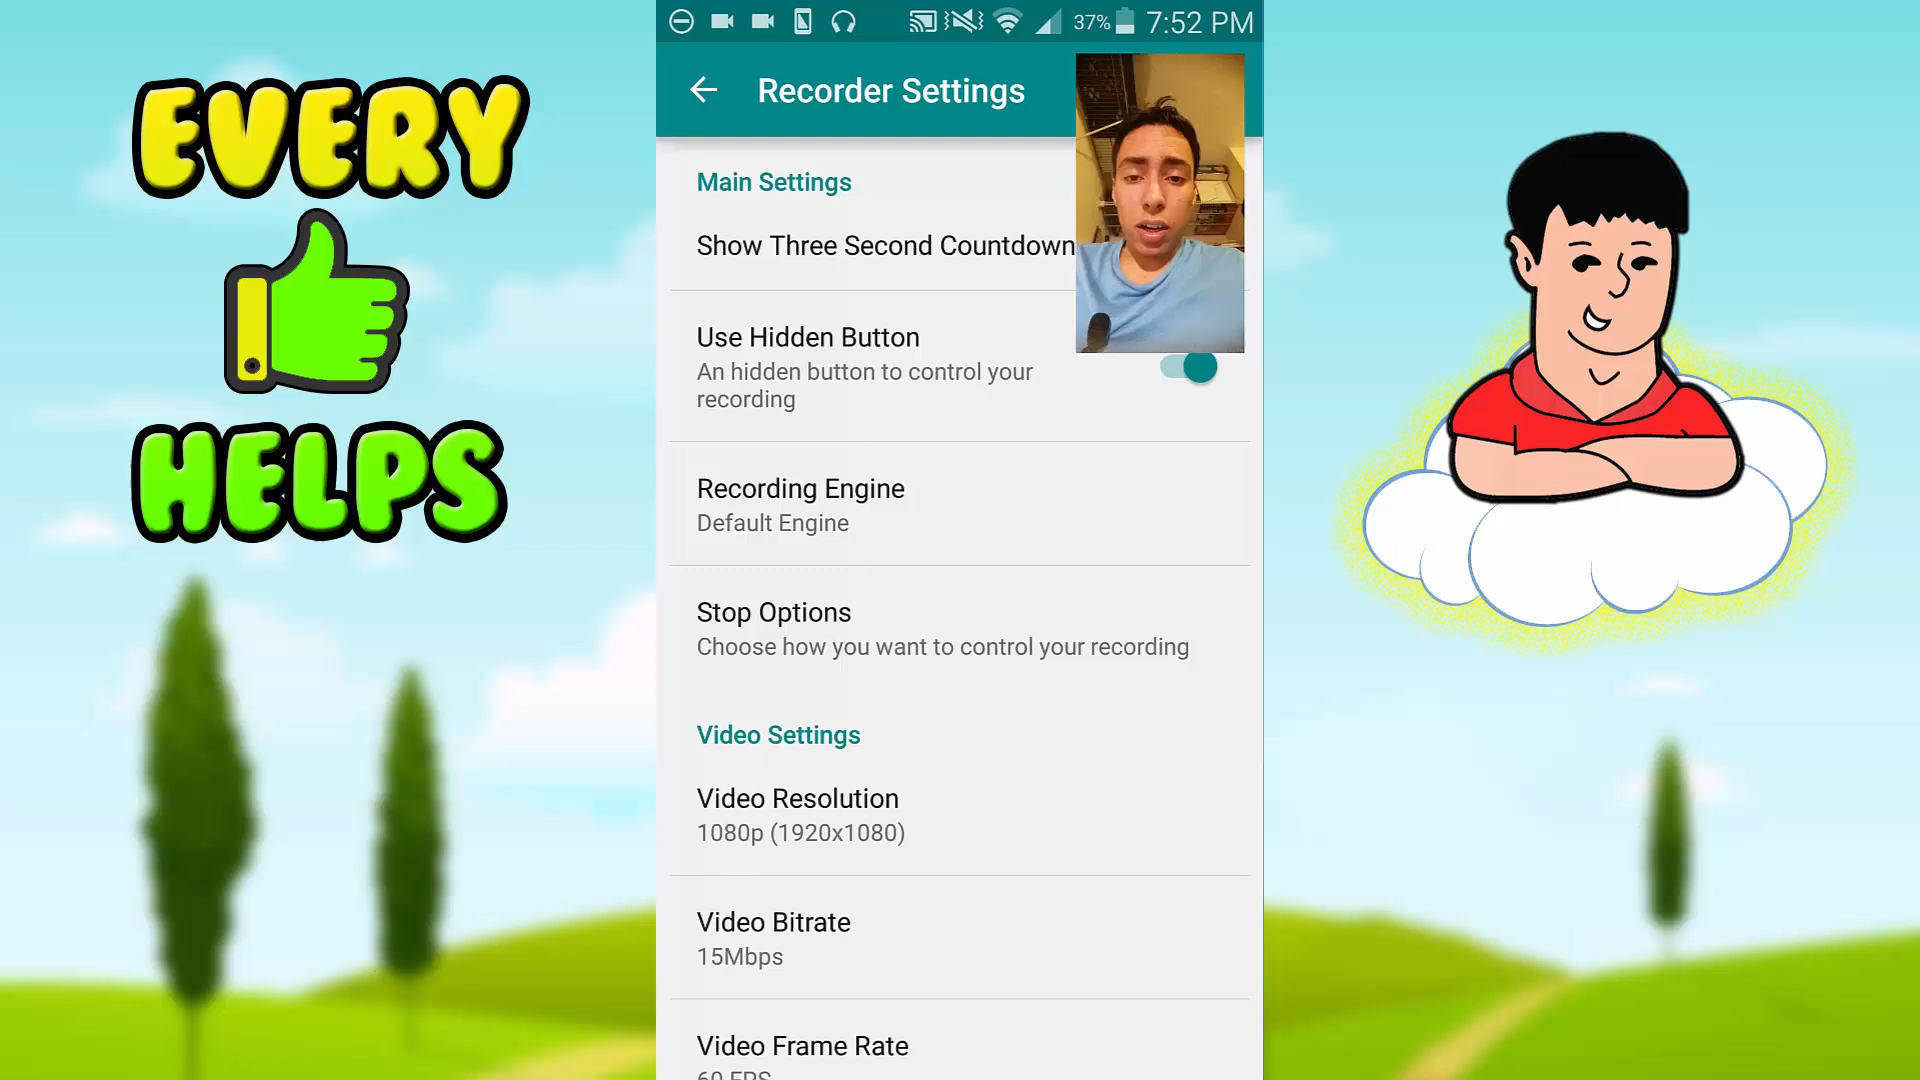 EVERY
HELPS
37% 7:52 PM
Recorder Settings
Main Settings
Show Three Second Countdown
Use Hidden Button
An hidden button to control your
recording
Recording Engine
Default Engine
Stop Options
Choose how you want to control your recording
Video Settings
Video Resolution
1080p (1920x1080)
Video Bitrate
15Mbps
Video Frame Rate
60 FPS